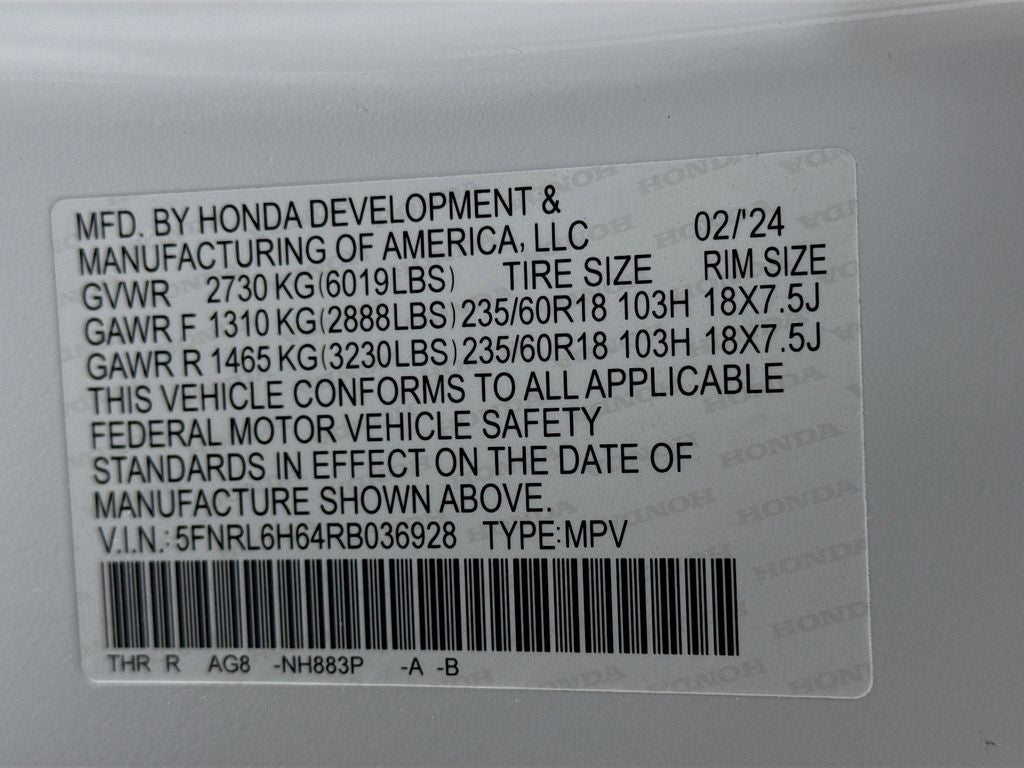 MFD. BY HONDA DEVELOPMENT &
MANUFACTURING OF AMERICA, LLC 02/'24
GVWR 2730 KG(6019LBS) TIRE SIZE RIM SIZE
GAWR F 1310 KG(2888LBS) 235/60R18 103H 18X7.5J
GAWR R 1465 KG(3230LBS) 235/60R18 103H 18X7.5J
THIS VEHICLE CONFORMS TO ALL APPLICABLE
FEDERAL MOTOR VEHICLE SAFETY
STANDARDS IN EFFECT ON THE DATE OF
MANUFACTURE SHOWN ABOVE.
V.I.N.: 5FNRL6H64RB036928 TYPE:MPV
THR R AG8 -NH883P -A -B